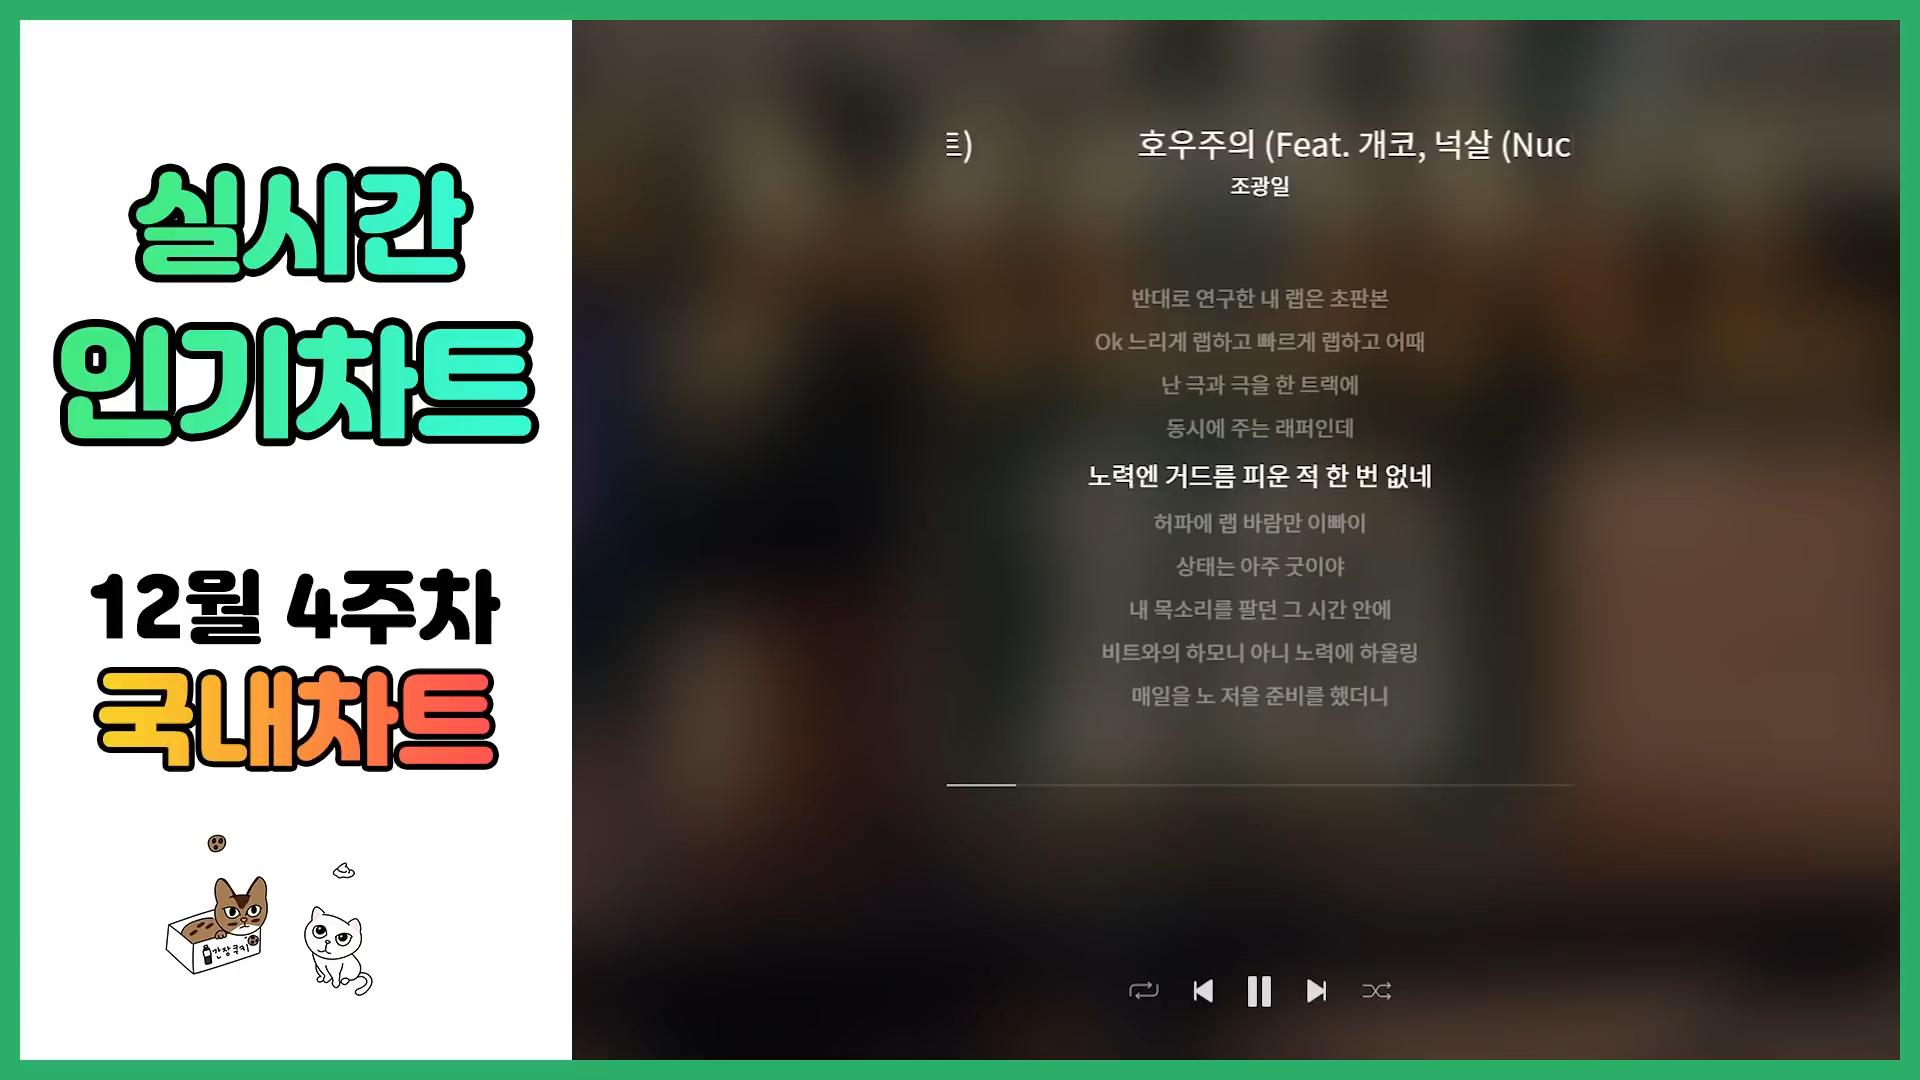 실시간
인기차트
12월 4주차
국내차트
간장쿠키
트) 호우주의 (Feat. 개코, 넉살 (Nuc
조광일
반대로 연구한 내 랩은 초판본
Ok 느리게 랩하고 빠르게 랩하고 어때
난 극과 극을 한 트랙에
동시에 주는 래퍼인데
노력엔 거드름 피운 적 한 번 없네
허파에 랩 바람만 이빠이
상태는 아주 굿이야
내 목소리를 팔던 그 시간 안에
비트와의 하모니 아니 노력에 하울링
매일을 노 저을 준비를 했더니